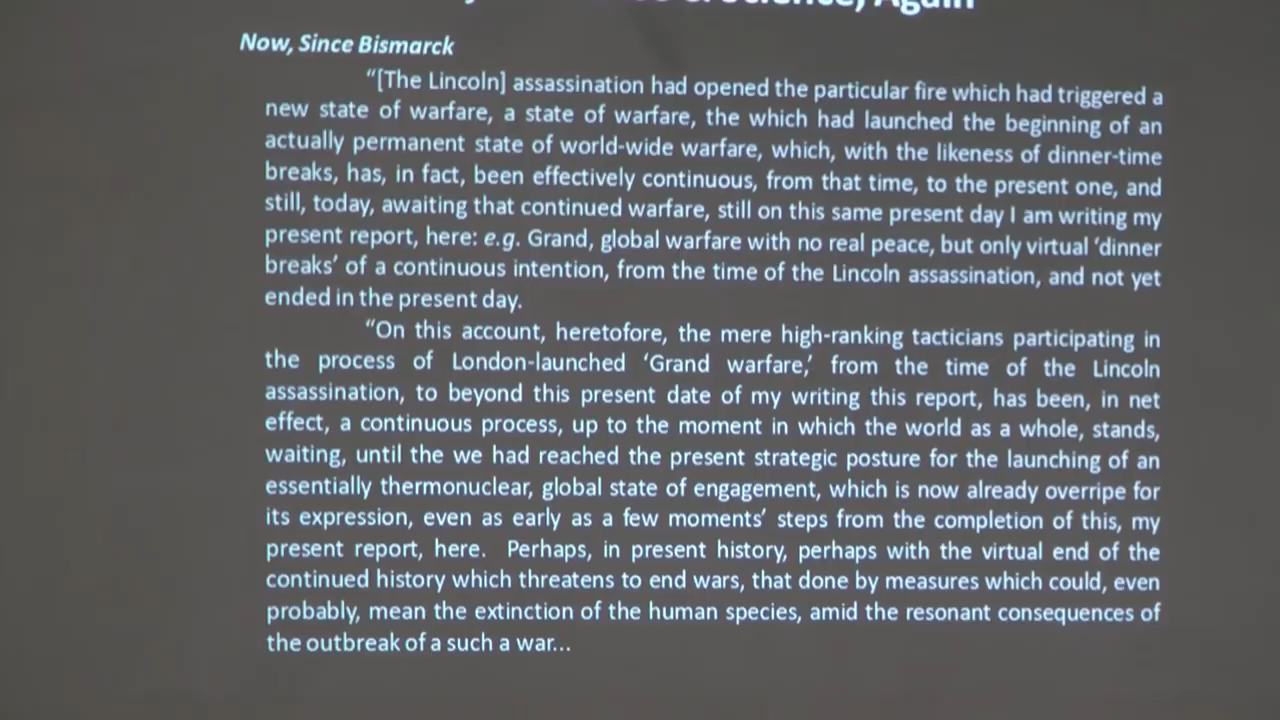 Science, Again
Now, Since Bismarck
“[The Lincoln] assassination had opened the particular fire which had triggered a
new state of warfare, a state of warfare, the which had launched the beginning of an
actually permanent state of world-wide warfare, which, with the likeness of dinner-time
breaks, has, in fact, been effectively continuous, from that time, to the present one, and
still, today, awaiting that continued warfare, still on this same present day I am writing my
present report, here: e.g. Grand, global warfare with no real peace, but only virtual ‘dinner
breaks’ of a continuous intention, from the time of the Lincoln assassination, and not yet
ended in the present day.
“On this account, heretofore, the mere high-ranking tacticians participating in
the process of London-launched ‘Grand warfare,’ from the time of the Lincoln
assassination, to beyond this present date of my writing this report, has been, in net
effect, a continuous process, up to the moment in which the world as a whole, stands,
waiting, until the we had reached the present strategic posture for the launching of an
essentially thermonuclear, global state of engagement, which is now already overripe for
its expression, even as early as a few moments’ steps from the completion of this, my
present report, here. Perhaps, in present history, perhaps with the virtual end of the
continued history which threatens to end wars, that done by measures which could, even
probably, mean the extinction of the human species, amid the resonant consequences of
the outbreak of a such a war...